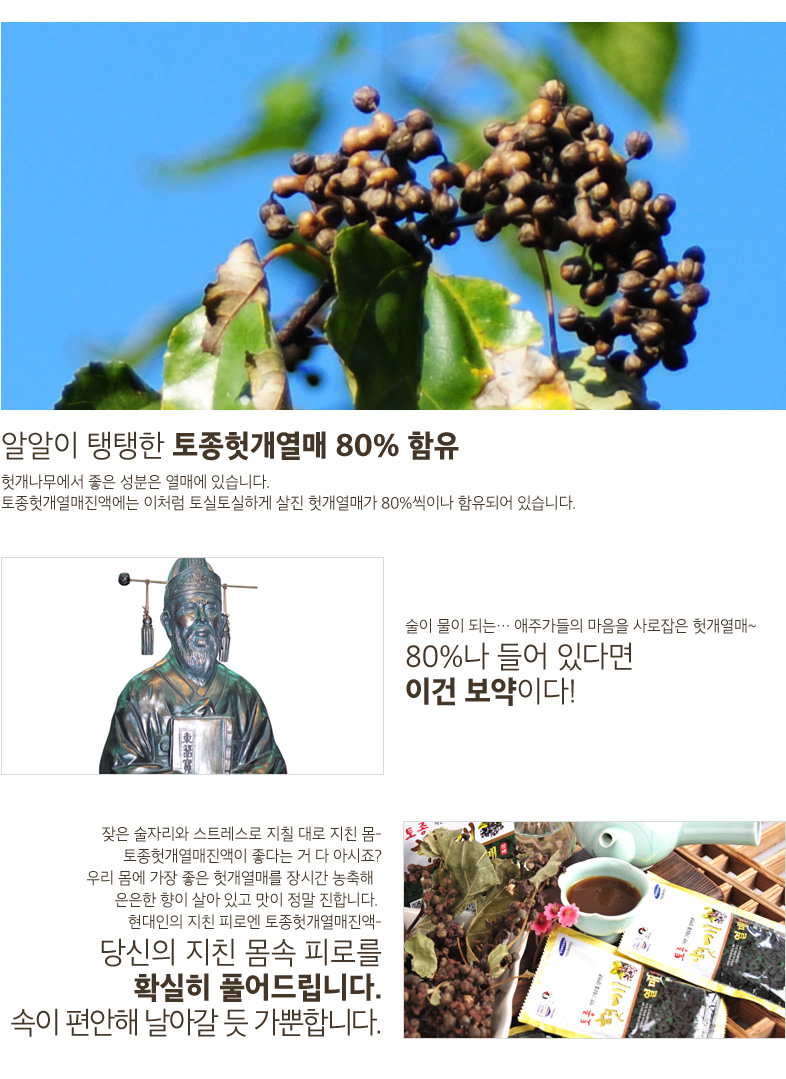 알알이 탱탱한 토종헛개열매 80% 함유
헛개나무에서 좋은 성분은 열매에 있습니다.
토종헛개열매진액에는 이처럼 토실토실하게 살진 헛개열매가 80%씩이나 함유되어 있습니다.
술이 물이 되는… 애주가들의 마음을 사로잡은 헛개열매~
80%나 들어 있다면
이건 보약이다!
東醫寶
잦은 술자리와 스트레스로 지칠 대로 지친 몸-
토종헛개열매진액이 좋다는 거 다 아시죠?
우리 몸에 가장 좋은 헛개열매를 장시간 농축해
은은한 향이 살아 있고 맛이 정말 진합니다.
현대인의 지친 피로엔 토종헛개열매진액-
당신의 지친 몸속 피로를
확실히 풀어드립니다.
속이 편안해 날아갈 듯 가뿐합니다.
토종
매
토종 헛개 열매
토종 헛개 열매